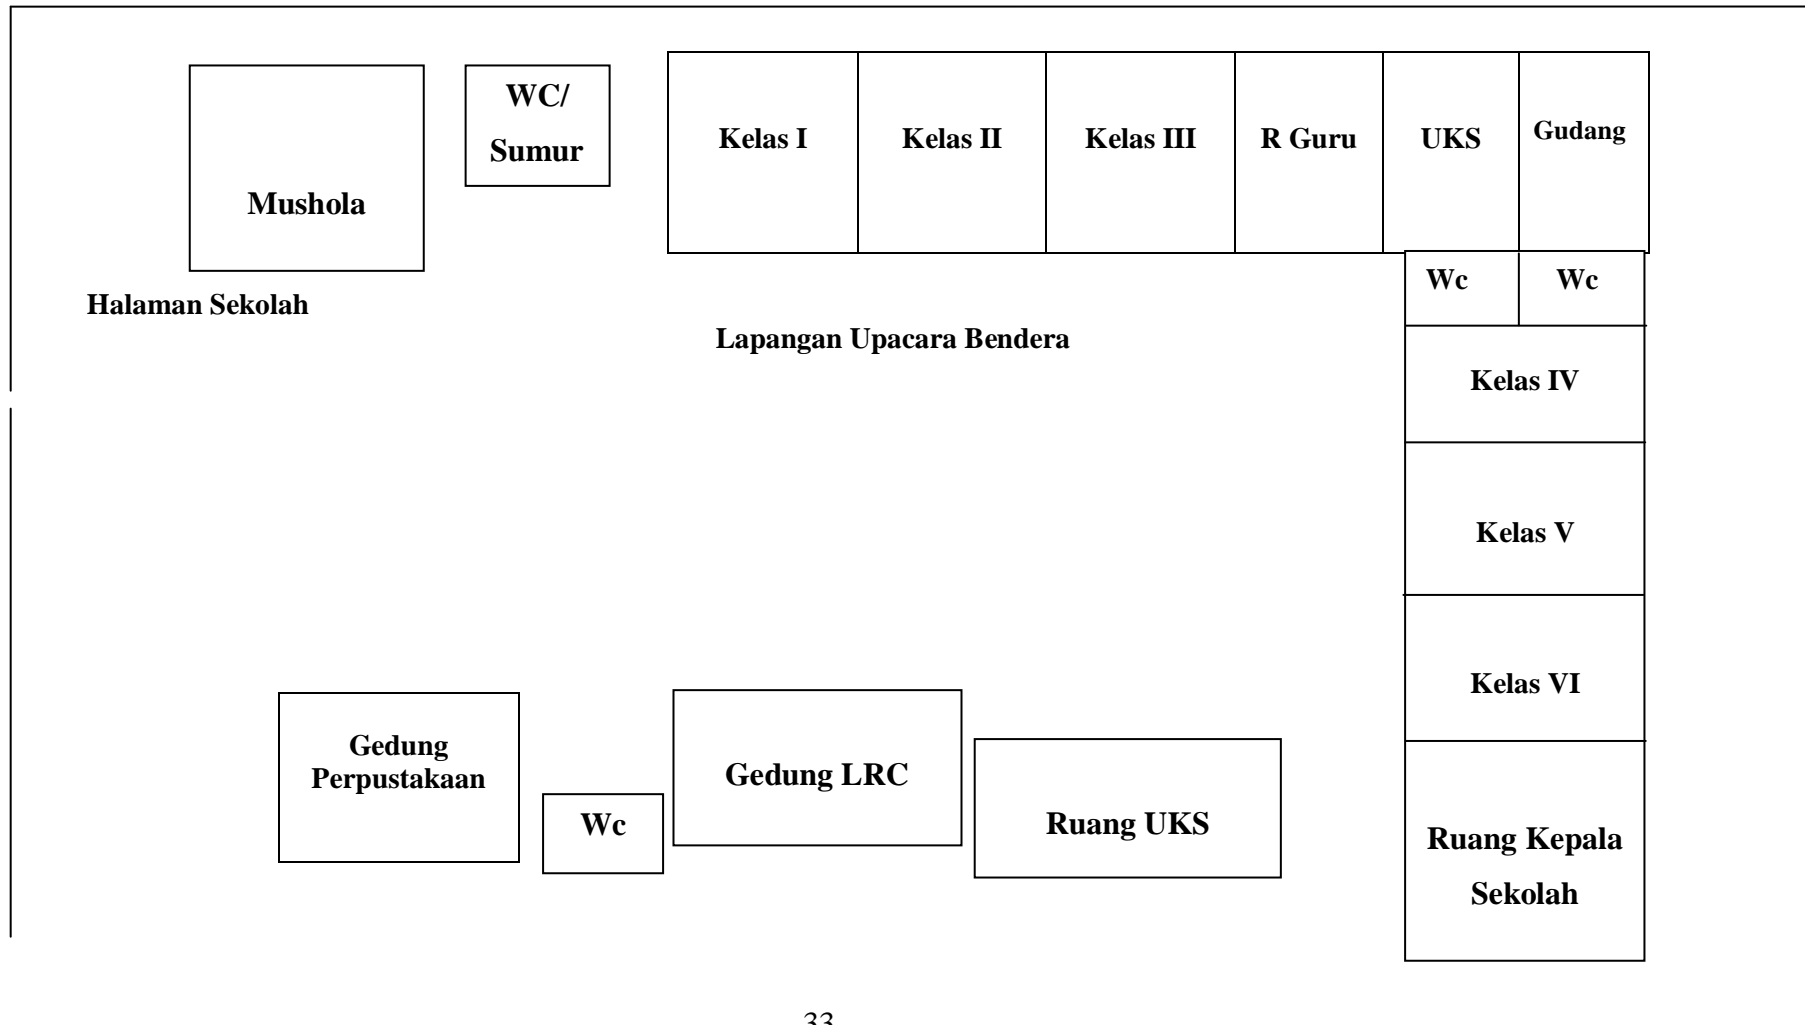 WC/
Sumur
Mushola
Kelas I
Kelas II
Kelas III
R Guru
UKS
Gudang
Wc
Wc
Halaman Sekolah
Lapangan Upacara Bendera
Kelas IV
Kelas V
Kelas VI
Gedung
Perpustakaan
Wc
Gedung LRC
Ruang UKS
Ruang Kepala
Sekolah
33